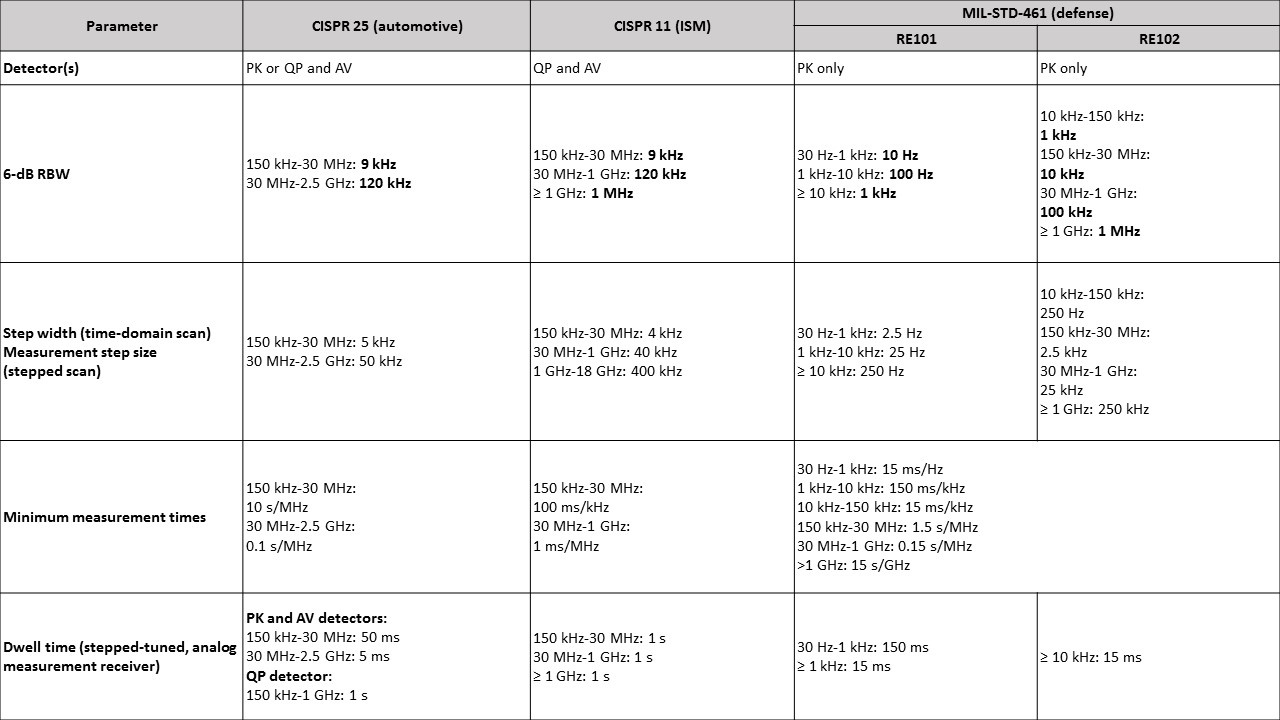 Parameter
CISPR 25 (automotive)
CISPR 11 (ISM)
MIL-STD-461 (defense)
RE101
RE102
Detector(s)
PK or QP and AV
QP and AV
PK only
PK only
6-dB RBW
150 kHz-30 MHz: 9 kHz
30 MHz-2.5 GHz: 120 kHz
150 kHz-30 MHz: 9 kHz
30 MHz-1 GHz: 120 kHz
≥ 1 GHz: 1 MHz
30 Hz-1 kHz: 10 Hz
1 kHz-10 kHz: 100 Hz
≥ 10 kHz: 1 kHz
10 kHz-150 kHz:
1 kHz
150 kHz-30 MHz:
10 kHz
30 MHz-1 GHz:
100 kHz
≥ 1 GHz: 1 MHz
Step width (time-domain scan)
Measurement step size
(stepped scan)
150 kHz-30 MHz: 5 kHz
30 MHz-2.5 GHz: 50 kHz
150 kHz-30 MHz: 4 kHz
30 MHz-1 GHz: 40 kHz
1 GHz-18 GHz: 400 kHz
30 Hz-1 kHz: 2.5 Hz
1 kHz-10 kHz: 25 Hz
≥ 10 kHz: 250 Hz
10 kHz-150 kHz:
250 Hz
150 kHz-30 MHz:
2.5 kHz
30 MHz-1 GHz:
25 kHz
≥ 1 GHz: 250 kHz
Minimum measurement times
150 kHz-30 MHz:
10 s/MHz
30 MHz-2.5 GHz:
0.1 s/MHz
150 kHz-30 MHz:
100 ms/kHz
30 MHz-1 GHz:
1 ms/MHz
30 Hz-1 kHz: 15 ms/Hz
1 kHz-10 kHz: 150 ms/kHz
10 kHz-150 kHz: 15 ms/kHz
150 kHz-30 MHz: 1.5 s/MHz
30 MHz-1 GHz: 0.15 s/MHz
>1 GHz: 15 s/GHz
Dwell time (stepped-tuned, analog
measurement receiver)
PK and AV detectors:
150 kHz-30 MHz: 50 ms
30 MHz-2.5 GHz: 5 ms
QP detector:
150 kHz-1 GHz: 1 s
150 kHz-30 MHz: 1 s
30 MHz-1 GHz: 1 s
≥ 1 GHz: 1 s
30 Hz-1 kHz: 150 ms
≥ 1 kHz: 15 ms
≥ 10 kHz: 15 ms